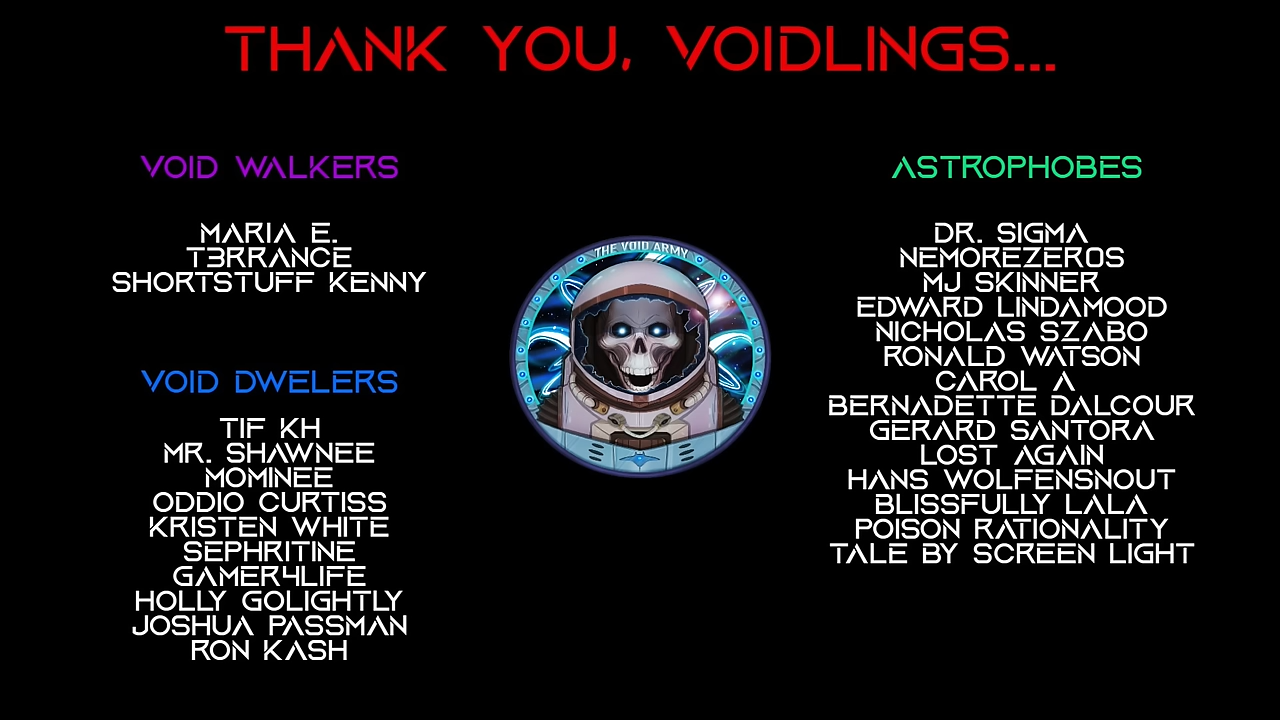 THANK YOU, VOIDLINGS...
VOID WALKERS
MARIA E.
T3RRANCE
SHORTSTUFF KENNY
VOID DWELERS
TIF KH
MR. SHAWNEE
MOMINEE
ODDIO CURTISS
KRISTEN WHITE
SEPHRITINE
GAMER4LIFE
HOLLY GOLIGHTLY
JOSHUA PASSMAN
RON KASH
THE VOID ARMY
ASTROPHOBES
DR. SIGMA
NEMOREZER0S
MJ SKINNER
EDWARD LINDAMOOD
NICHOLAS SZABO
RONALD WATSON
CAROL A
BERNADETTE DALCOUR
GERARD SANTORA
LOST AGAIN
HANS WOLFENSNOUT
BLISSFULLY LALA
POISON RATIONALITY
TALE BY SCREEN LIGHT